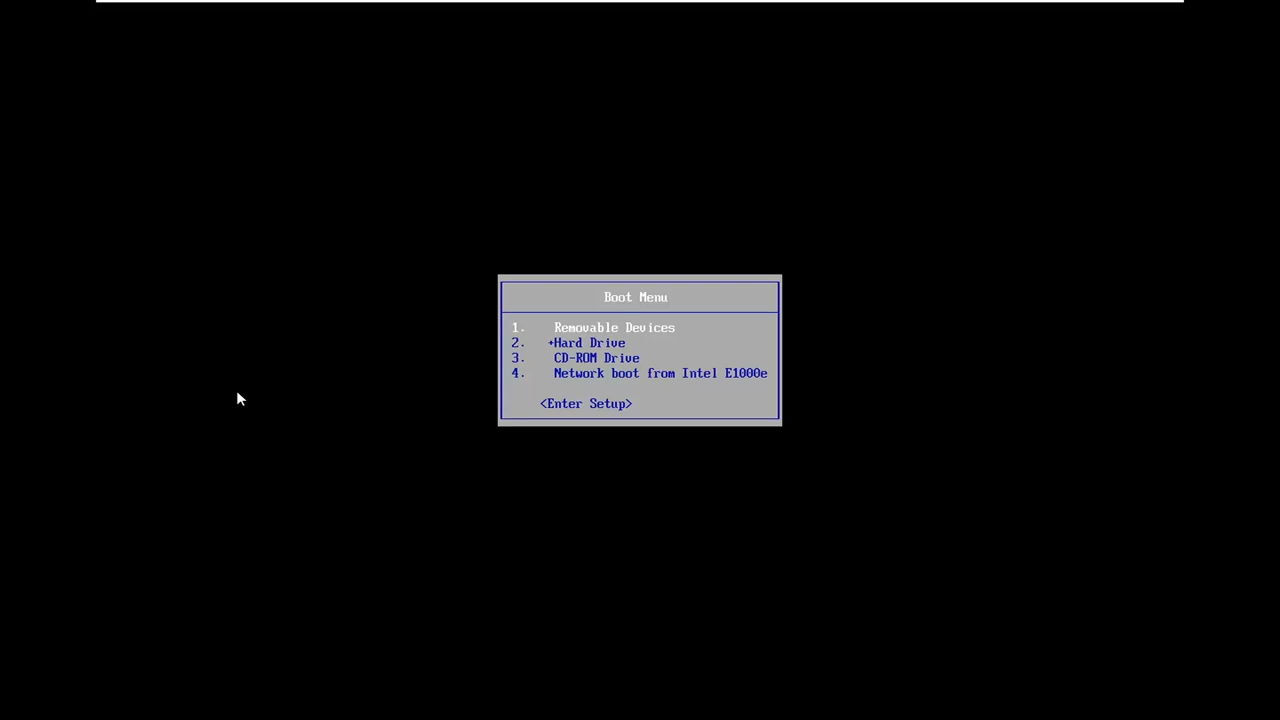 Boot Menu
1. Removable Devices
2. +Hard Drive
3. CD-ROM Drive
4. Network boot from Intel E1000e
<Enter Setup>